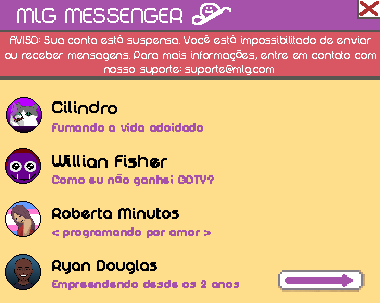 MLG MESSENGER
AVISO: Sua conta está suspensa. Você está impossibilitado de enviar
ou receber mensagens. Para mais informações, entre em contato com
nosso suporte: suporte@mlg.com
Cilindro
Fumando a vida adoidado
Willian Fisher
Como eu não ganhei GOTY?
Roberta Minutos
< programando por amor >
Ryan Douglas
Empreendendo desde os 2 anos